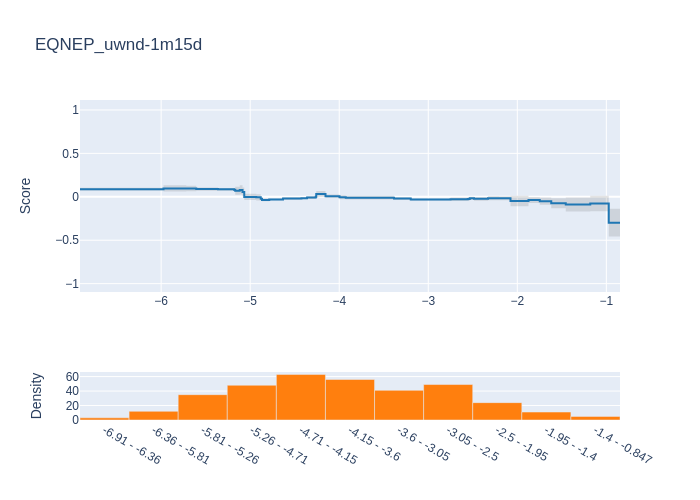 EQNEP_uwnd-1m15d
1
0.5
0
−0.5
−1
Score
−6 −5 −4 −3 −2 −1
60
40
20
0
Density
-6.91 - -6.36
-6.36 - -5.81
-5.81 - -5.26
-5.26 - -4.71
-4.71 - -4.15
-4.15 - -3.6
-3.6 - -3.05
-3.05 - -2.5
-2.5 - -1.95
-1.95 - -1.4
-1.4 - -0.847